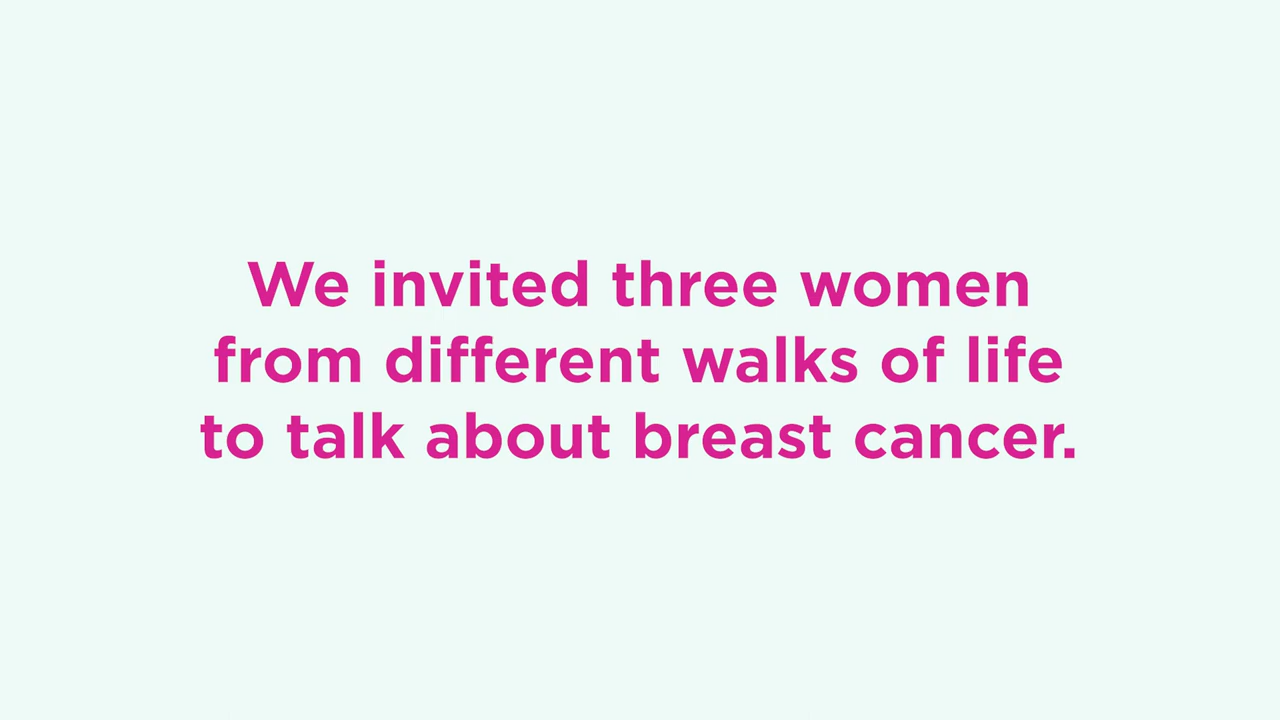 We invited three women
from different walks of life
to talk about breast cancer.